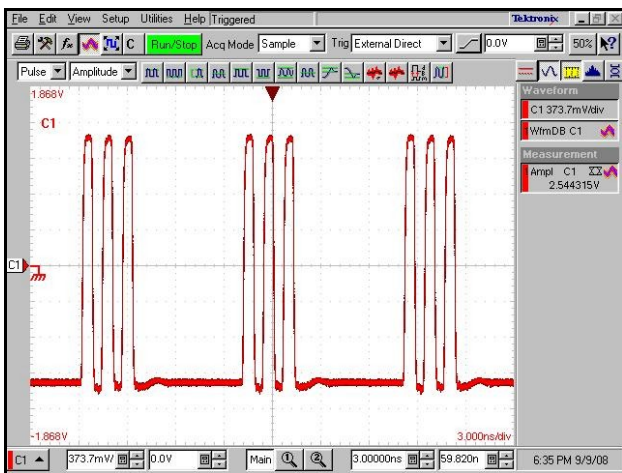 File Edit View Setup Utilities Help Triggered Tektronix
C Run/Stop Acq Mode Sample Trig External Direct 0.0V 50%
Pulse Amplitude
1.868V
C1
C1
-1.868V
3.000ns/div
Waveform
C1 373.7mV/div
WfmDB C1
Measurement
Ampl C1
2.544315V
C1 373.7mV/ 0.0V Main 1 2 3.00000ns 59.820n 6:35 PM 9/9/08